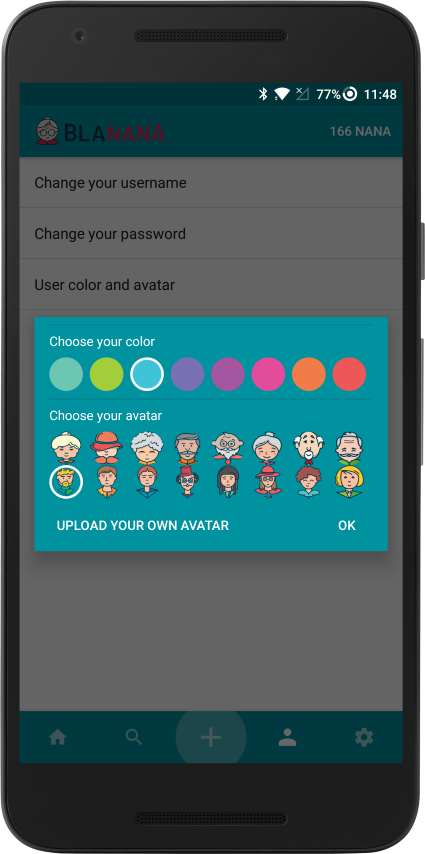 77% 11:48
BLANANA 166 NANA
Change your username
Change your password
User color and avatar
Choose your color
Choose your avatar
UPLOAD YOUR OWN AVATAR OK